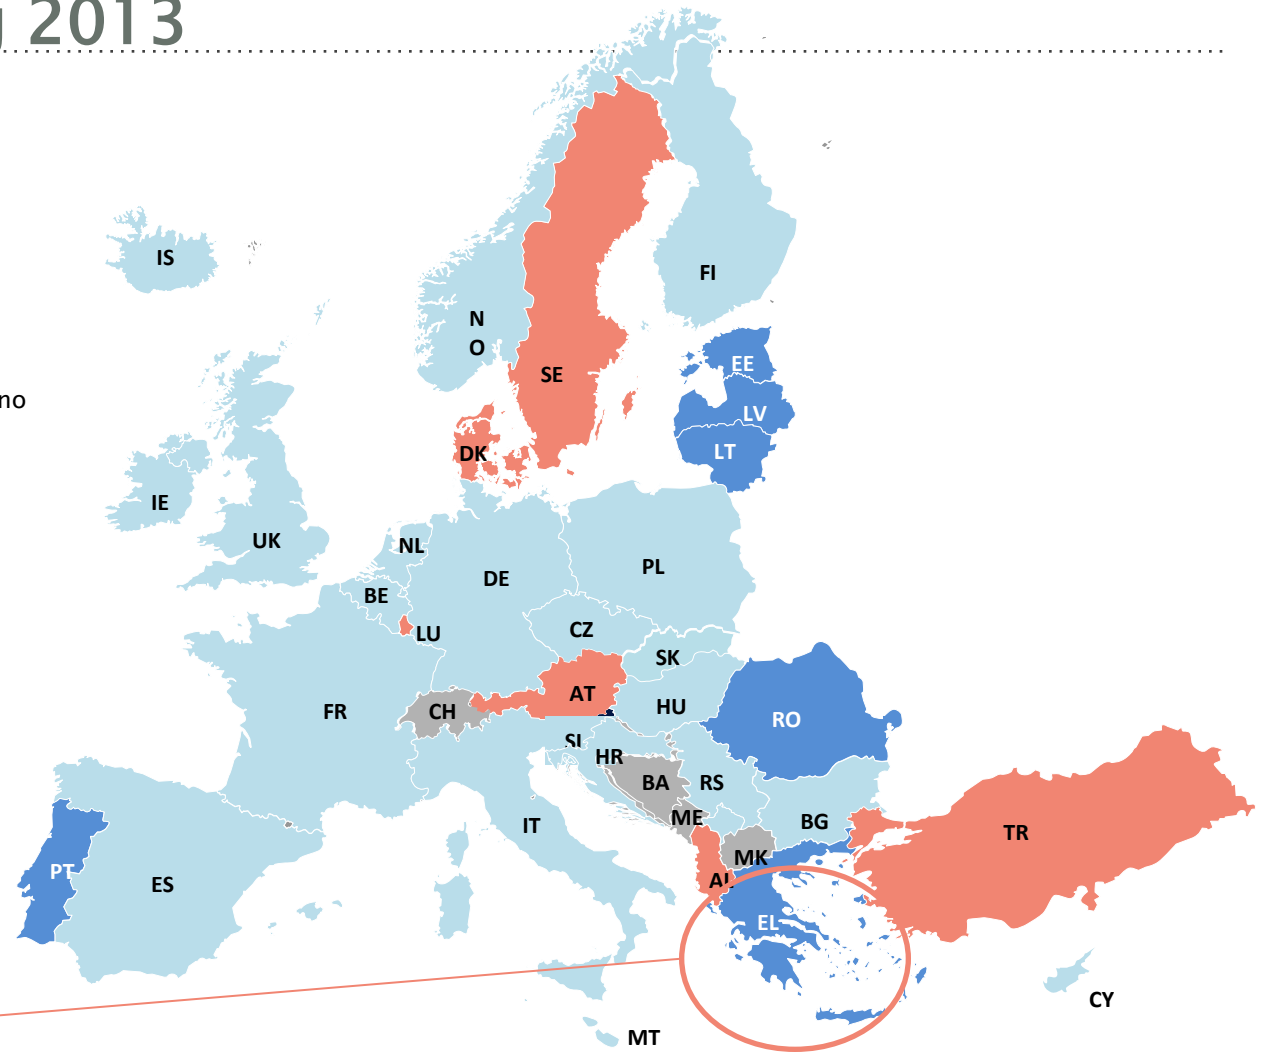 g 2013
IS
FI
N
O
EE
no
SE
LV
LT
DK
IE
UK
NL
DE
PL
BE
CZ
LU
SK
AT
HU
FR
CH
RO
SI
HR
BA
RS
ME
BG
IT
TR
MK
PT
ES
AL
EL
CY
MT